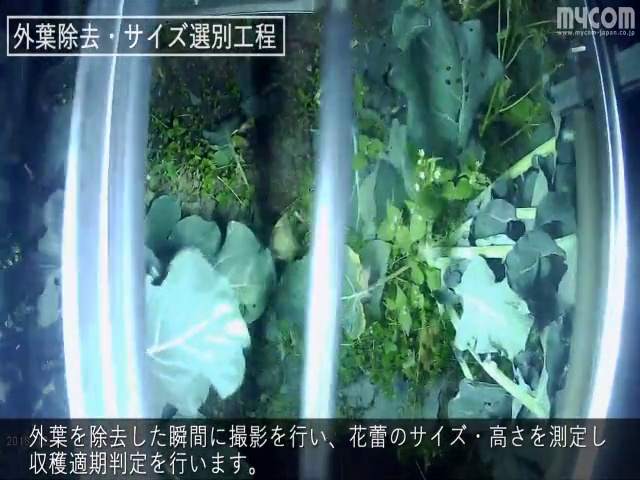 外葉除去・サイズ選別工程
mycom
www.mycom-japan.co.jp
外葉を除去した瞬間に撮影を行い、花蕾のサイズ・高さを測定し
収穫適期判定を行います。